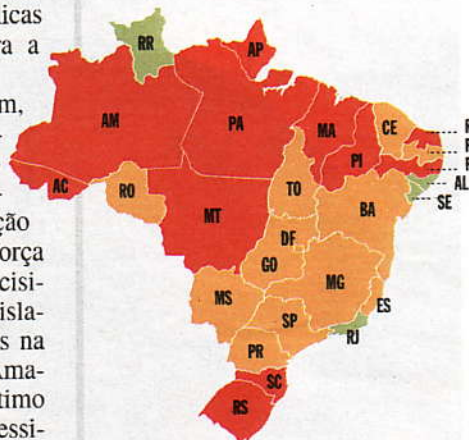 licas
ra a
m,
ção
orça
cisi-
isla-
s na
Ama-
timo
essi-
RR
AP
AM
PA
MA
CE
PI
AC
RO
TO
AL
SE
MT
BA
DF
GO
MG
MS
ES
SP
RJ
PR
SC
RS